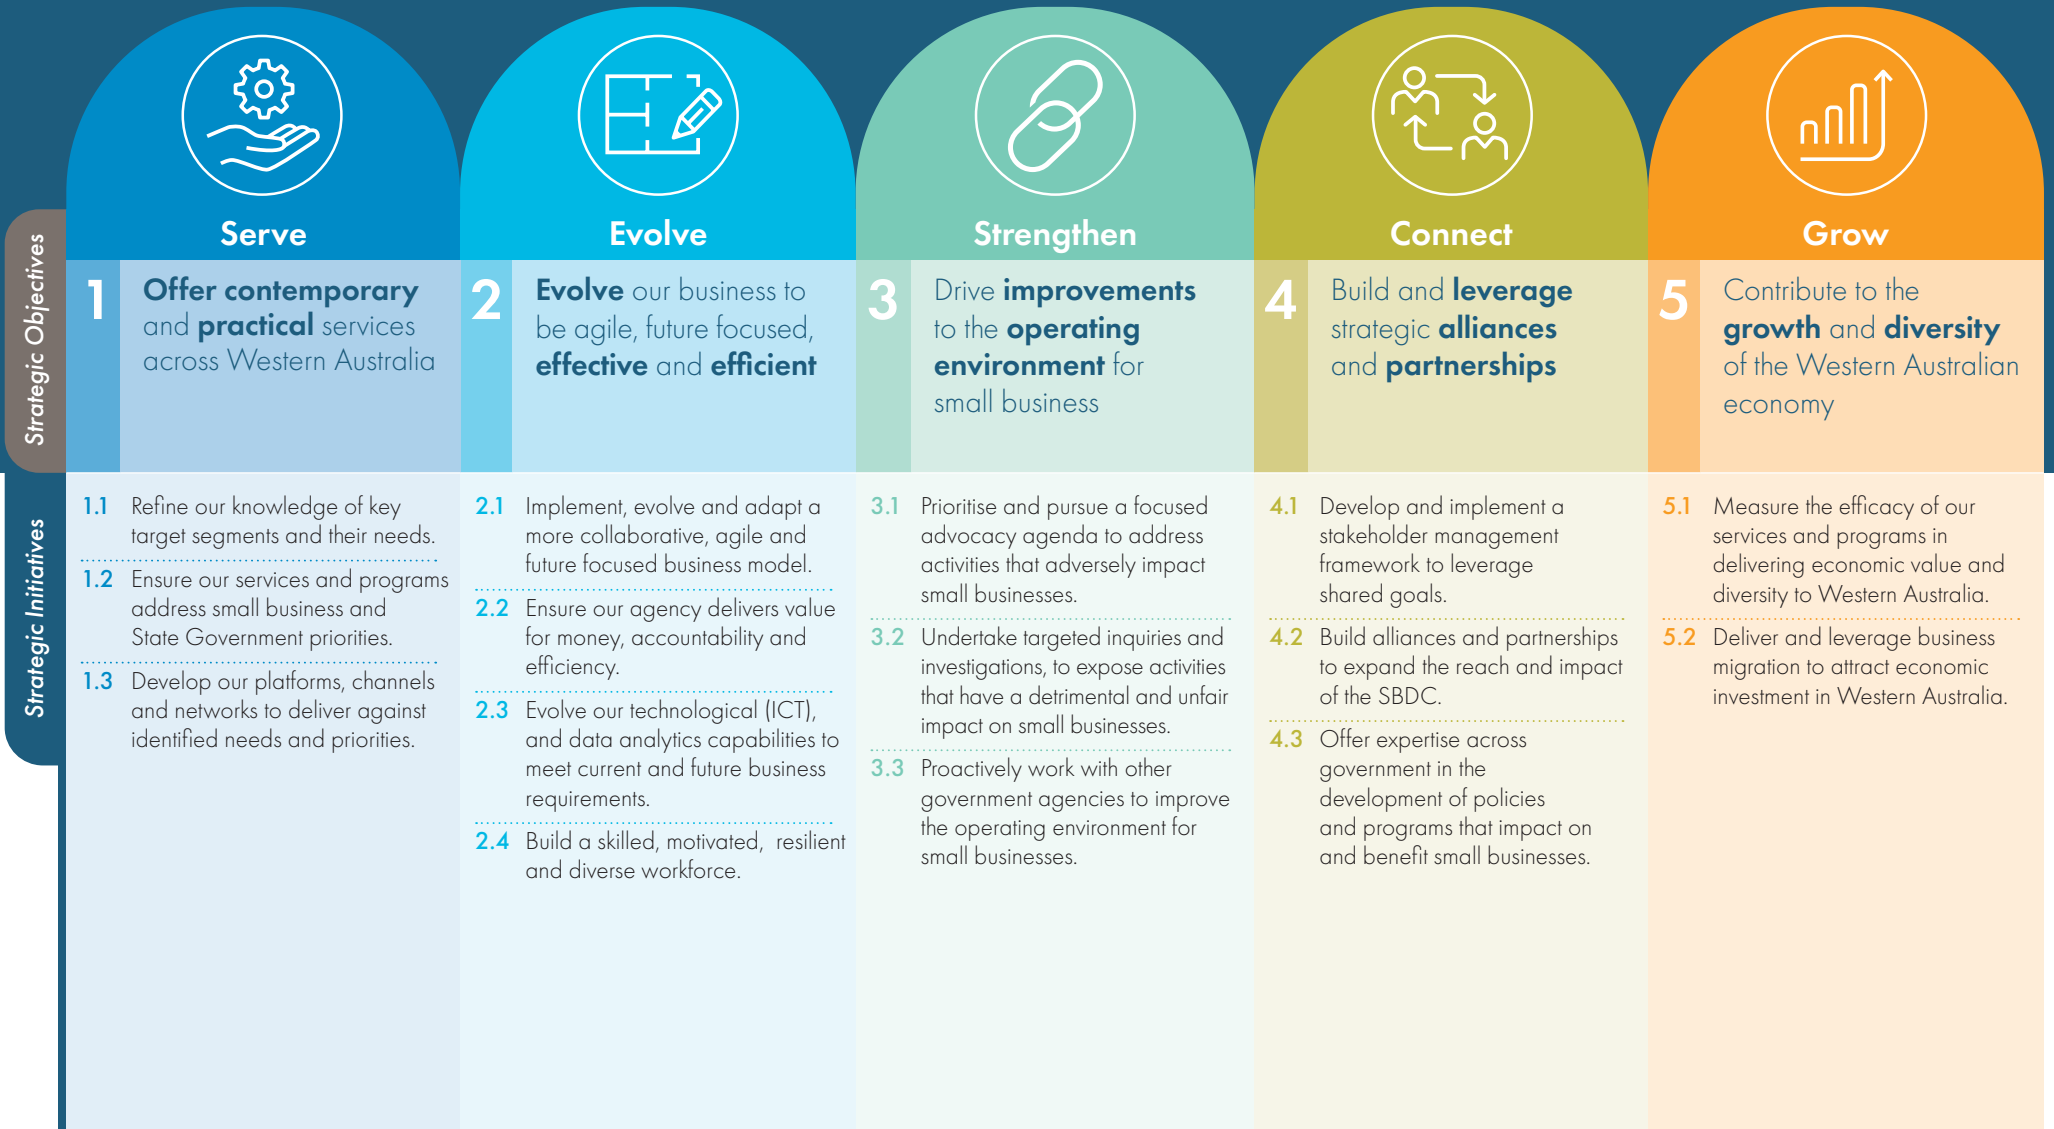 Strategic Objectives
Strategic Initiatives
Serve
1
Offer contemporary
and practical services
across Western Australia
1.1 Refine our knowledge of key
target segments and their needs.
1.2 Ensure our services and programs
address small business and
State Government priorities.
1.3 Develop our platforms, channels
and networks to deliver against
identified needs and priorities.
Evolve
2
Evolve our business to
be agile, future focused,
effective and efficient
2.1 Implement, evolve and adapt a
more collaborative, agile and
future focused business model.
2.2 Ensure our agency delivers value
for money, accountability and
efficiency.
2.3 Evolve our technological (ICT),
and data analytics capabilities to
meet current and future business
requirements.
2.4 Build a skilled, motivated, resilient
and diverse workforce.
Strengthen
3
Drive improvements
to the operating
environment for
small business
3.1 Prioritise and pursue a focused
advocacy agenda to address
activities that adversely impact
small businesses.
3.2 Undertake targeted inquiries and
investigations, to expose activities
that have a detrimental and unfair
impact on small businesses.
3.3 Proactively work with other
government agencies to improve
the operating environment for
small businesses.
Connect
4
Build and leverage
strategic alliances
and partnerships
4.1 Develop and implement a
stakeholder management
framework to leverage
shared goals.
4.2 Build alliances and partnerships
to expand the reach and impact
of the SBDC.
4.3 Offer expertise across
government in the
development of policies
and programs that impact on
and benefit small businesses.
Grow
5
Contribute to the
growth and diversity
of the Western Australian
economy
5.1 Measure the efficacy of our
services and programs in
delivering economic value and
diversity to Western Australia.
5.2 Deliver and leverage business
migration to attract economic
investment in Western Australia.